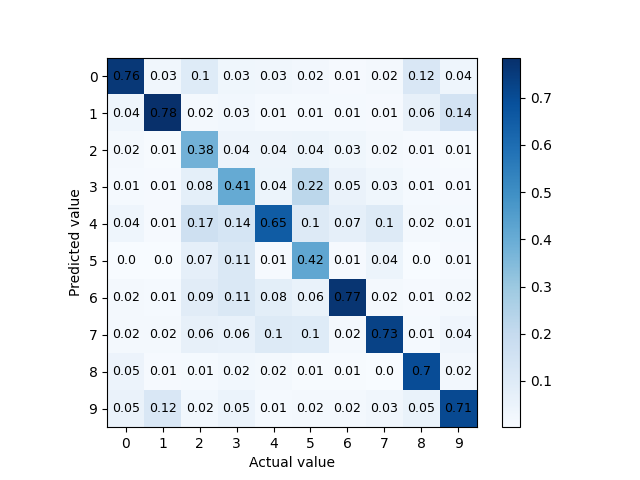 0 0.76 0.03 0.1 0.03 0.03 0.02 0.01 0.02 0.12 0.04
1 0.04 0.78 0.02 0.03 0.01 0.01 0.01 0.01 0.06 0.14
2 0.02 0.01 0.38 0.04 0.04 0.04 0.03 0.02 0.01 0.01
3 0.01 0.01 0.08 0.41 0.04 0.22 0.05 0.03 0.01 0.01
4 0.04 0.01 0.17 0.14 0.65 0.1 0.07 0.1 0.02 0.01
5 0.0 0.0 0.07 0.11 0.01 0.42 0.01 0.04 0.0 0.01
6 0.02 0.01 0.09 0.11 0.08 0.06 0.77 0.02 0.01 0.02
7 0.02 0.02 0.06 0.06 0.1 0.1 0.02 0.73 0.01 0.04
8 0.05 0.01 0.01 0.02 0.02 0.01 0.01 0.0 0.7 0.02
9 0.05 0.12 0.02 0.05 0.01 0.02 0.02 0.03 0.05 0.71
0 1 2 3 4 5 6 7 8 9
Actual value
Predicted value
0.7
0.6
0.5
0.4
0.3
0.2
0.1